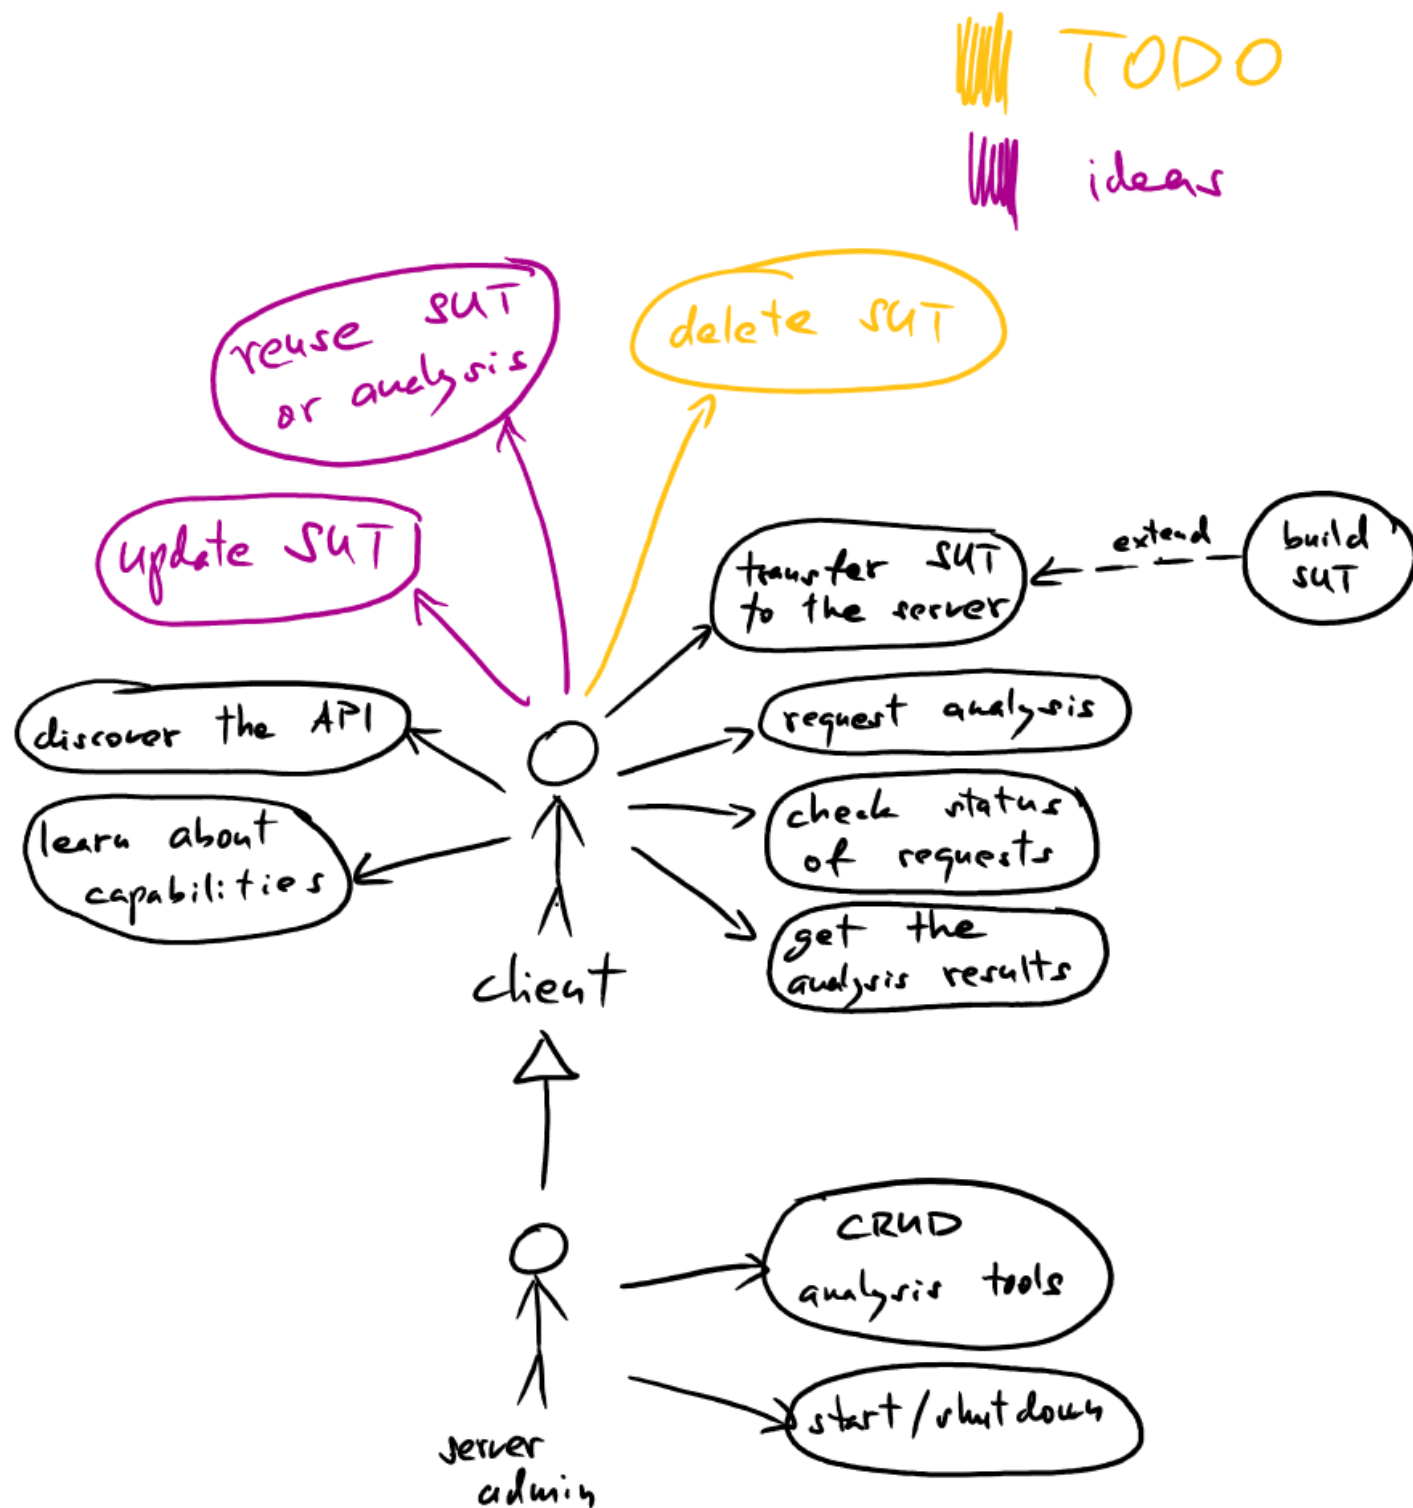 TODO
ideas
reuse SUT
or analysis
delete SUT
update SUT
transfer SUT
to the server
extend
build
SUT
discover the API
request analysis
learn about
capabilities
check status
of requests
get the
analysis results
client
CRUD
analysis tools
start/shutdown
server
admin